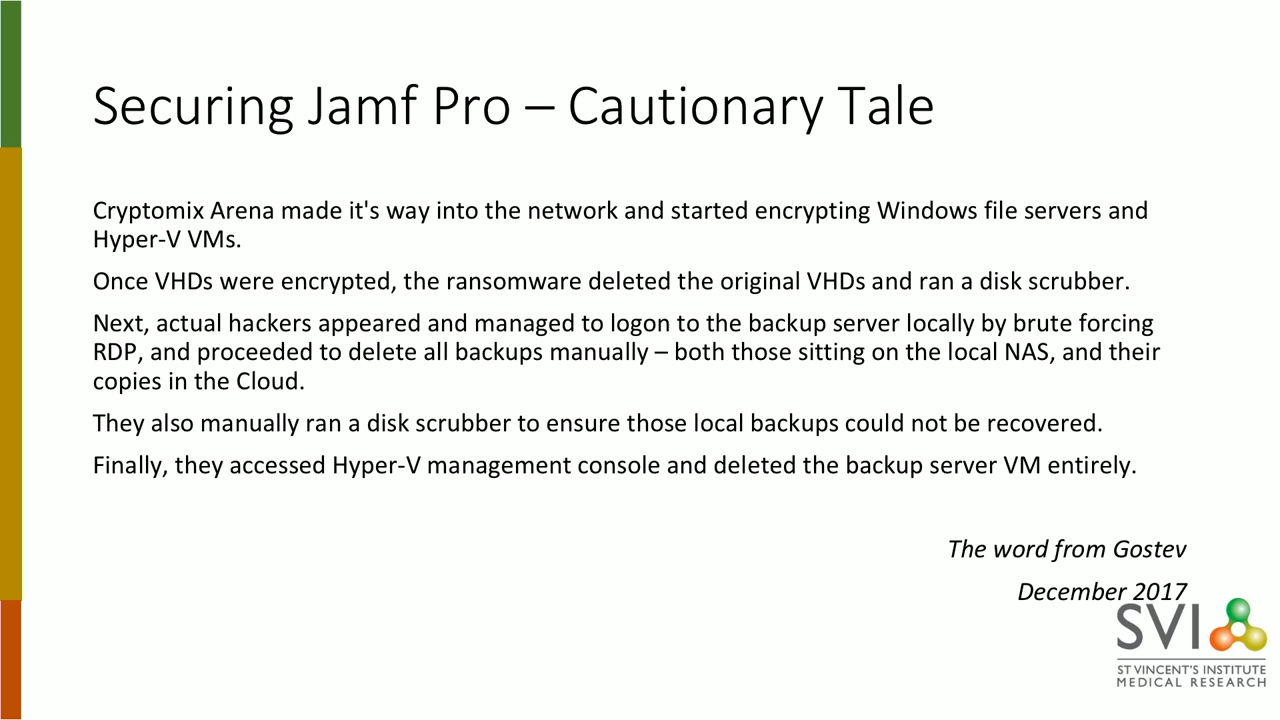 Securing Jamf Pro – Cautionary Tale
Cryptomix Arena made it's way into the network and started encrypting Windows file servers and
Hyper-V VMs.
Once VHDs were encrypted, the ransomware deleted the original VHDs and ran a disk scrubber.
Next, actual hackers appeared and managed to logon to the backup server locally by brute forcing
RDP, and proceeded to delete all backups manually – both those sitting on the local NAS, and their
copies in the Cloud.
They also manually ran a disk scrubber to ensure those local backups could not be recovered.
Finally, they accessed Hyper-V management console and deleted the backup server VM entirely.
The word from Gostev
December 2017
SVI
ST VINCENT'S INSTITUTE
MEDICAL RESEARCH